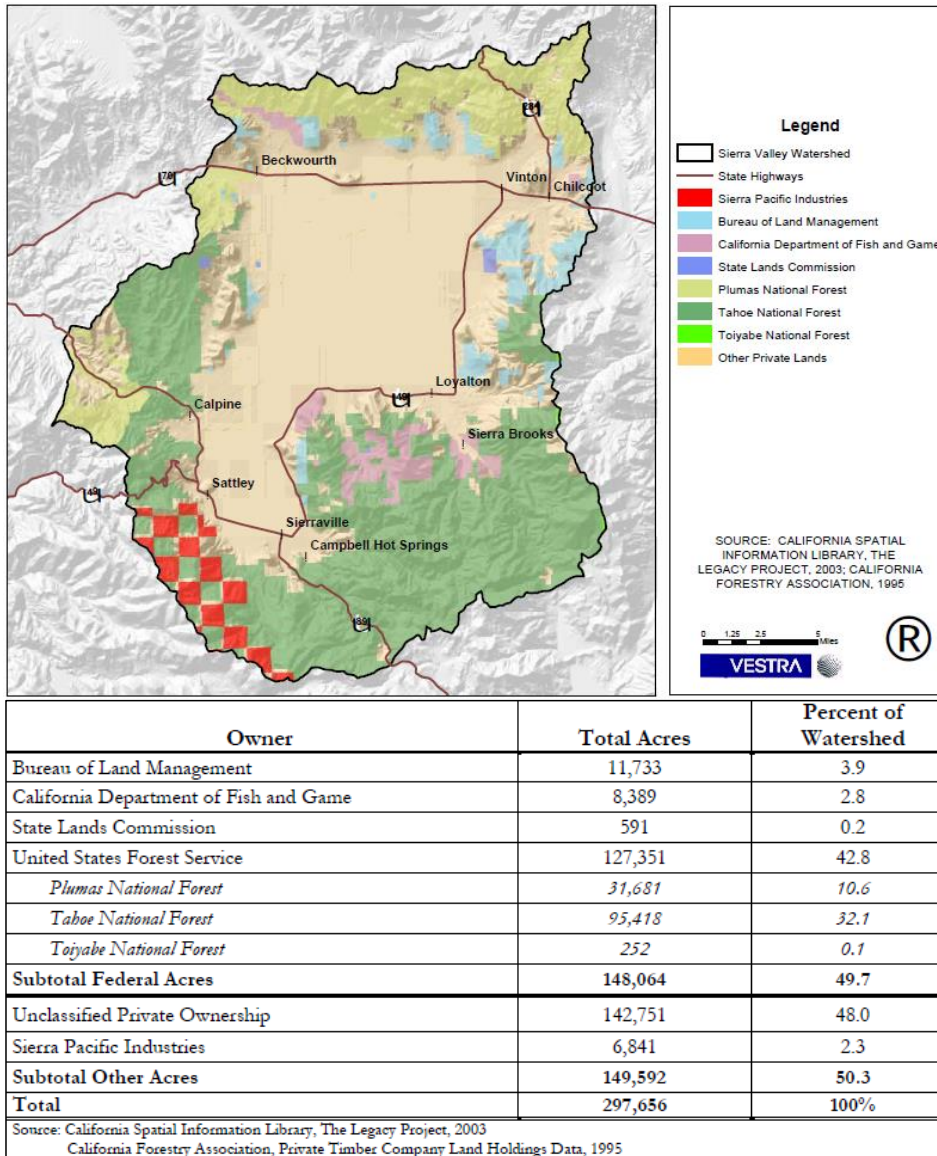 284
Beckwourth
70
Vinton
Chilcoot
Loyalton
49
Calpine
Sierra Brooks
49
Sattley
Sierraville
Campbell Hot Springs
89
Legend
Sierra Valley Watershed
State Highways
Sierra Pacific Industries
Bureau of Land Management
California Department of Fish and Game
State Lands Commission
Plumas National Forest
Tahoe National Forest
Toiyabe National Forest
Other Private Lands
SOURCE: CALIFORNIA SPATIAL
INFORMATION LIBRARY, THE
LEGACY PROJECT, 2003; CALIFORNIA
FORESTRY ASSOCIATION, 1995
0 1.25 2.5 5
Miles
VESTRA
®
Owner Total Acres Percent of Watershed
Bureau of Land Management 11,733 3.9
California Department of Fish and Game 8,389 2.8
State Lands Commission 591 0.2
United States Forest Service 127,351 42.8
Plumas National Forest 31,681 10.6
Tahoe National Forest 95,418 32.1
Toiyabe National Forest 252 0.1
Subtotal Federal Acres 148,064 49.7
Unclassified Private Ownership 142,751 48.0
Sierra Pacific Industries 6,841 2.3
Subtotal Other Acres 149,592 50.3
Total 297,656 100%
Source: California Spatial Information Library, The Legacy Project, 2003
California Forestry Association, Private Timber Company Land Holdings Data, 1995